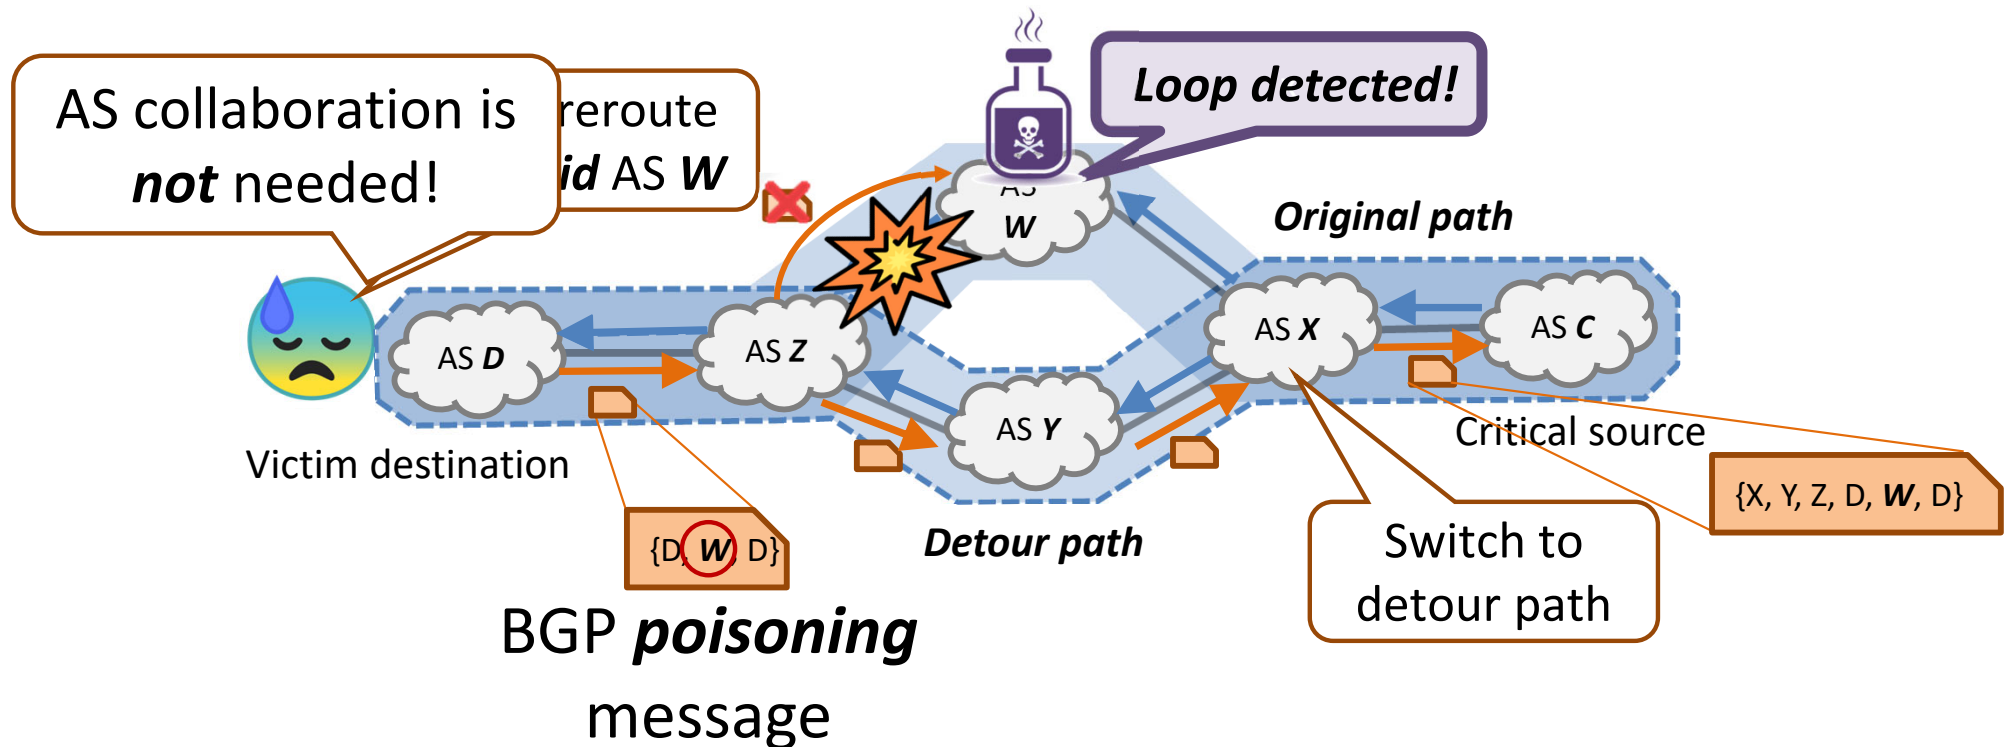 AS collaboration is
not needed!
reroute
id AS W
Loop detected!
Original path
AS
W
AS D
AS Z
AS X
AS C
AS Y
Victim destination
Critical source
{D, W, D}
{X, Y, Z, D, W, D}
Detour path
Switch to
detour path
BGP poisoning
message